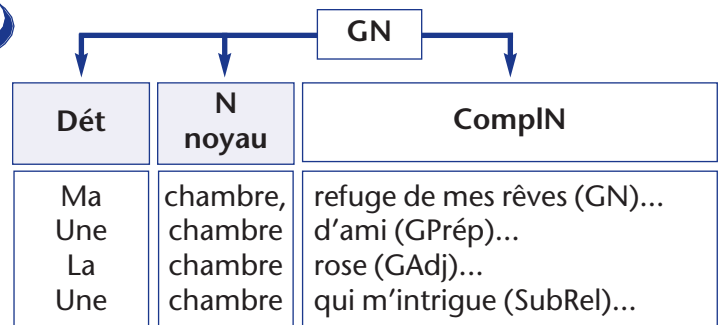 GN
Dét
N
noyau
ComplN
Ma chambre, refuge de mes rêves (GN)...
Une chambre d'ami (GPrép)...
La chambre rose (GAdj)...
Une chambre qui m'intrigue (SubRel)...